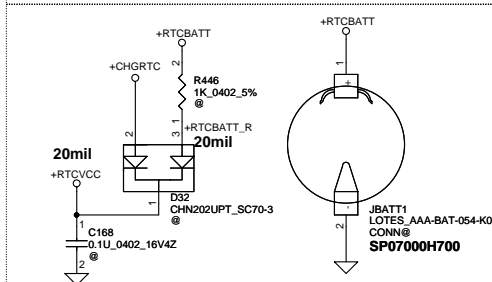 +RTCBATT
+RTCBATT
+CHGRTC
2
R446
1K_0402_5%
@
1
1
+
+RTCBATT_R
2
3
20mil
20mil
+RTCVCC
1
D32
CHN202UPT_SC70-3
@
-
JBATT1
LOTES_AAA-BAT-054-K0
CONN@
SP07000H700
2
1
C168
0.1U_0402_16V4Z
@
2